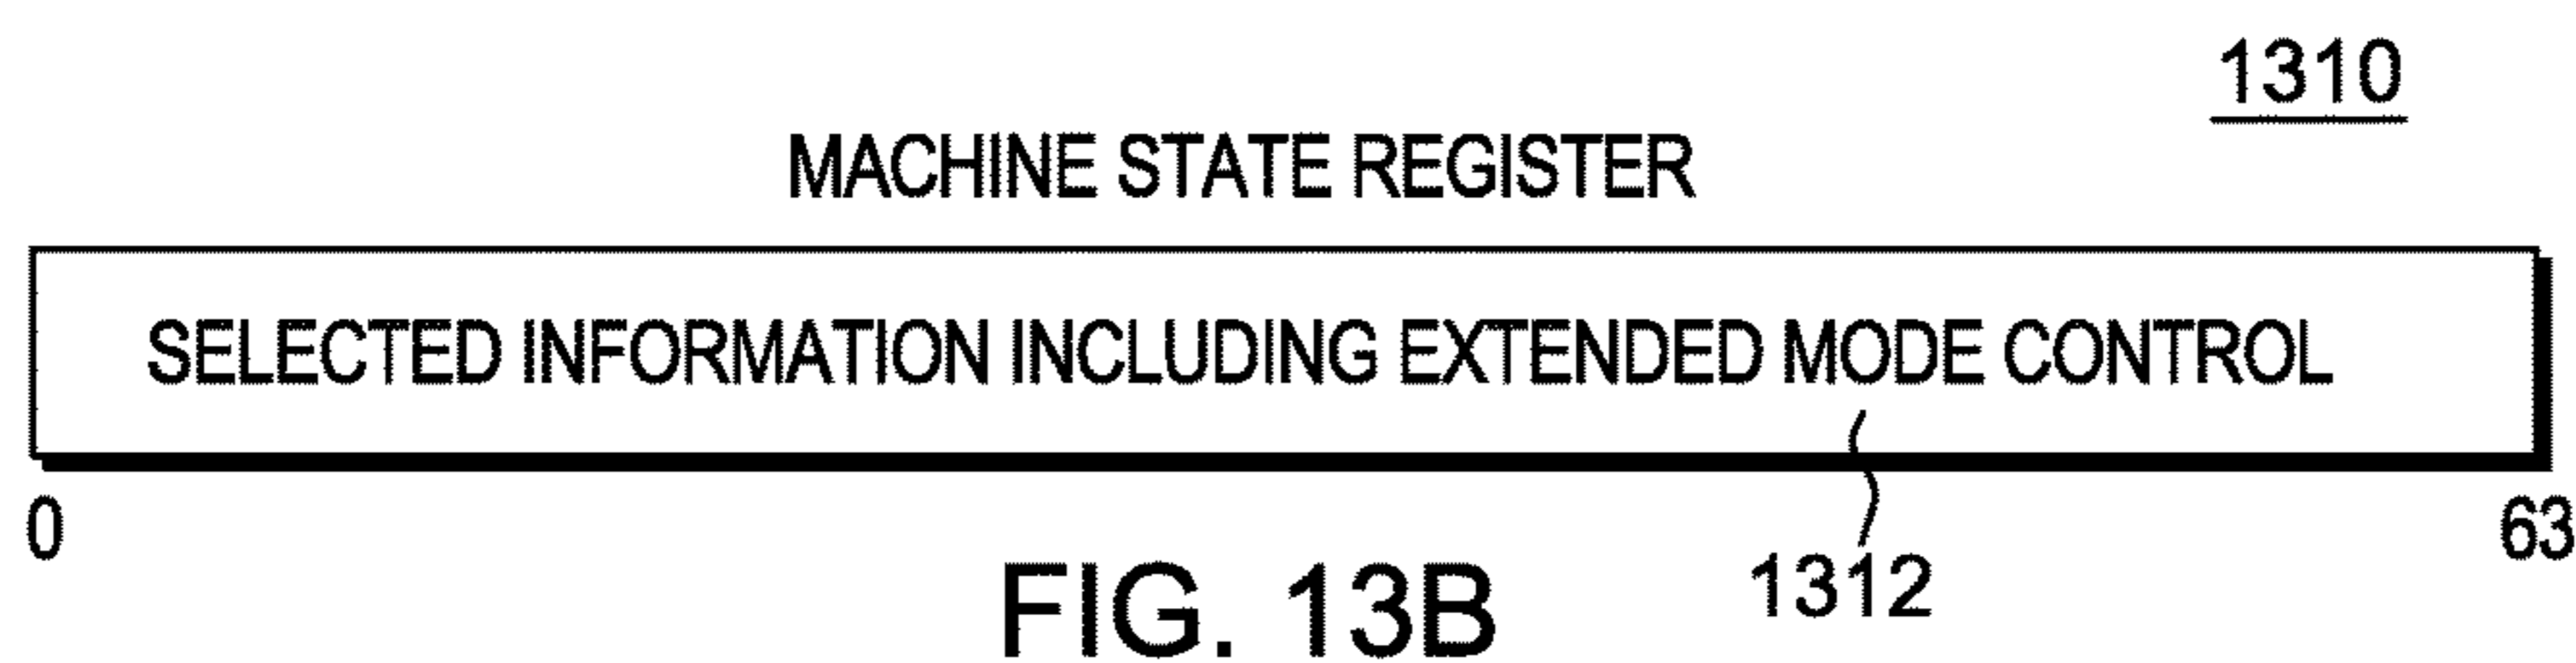 1310
MACHINE STATE REGISTER
SELECTED INFORMATION INCLUDING EXTENDED MODE CONTROL
0 63
1312
FIG. 13B